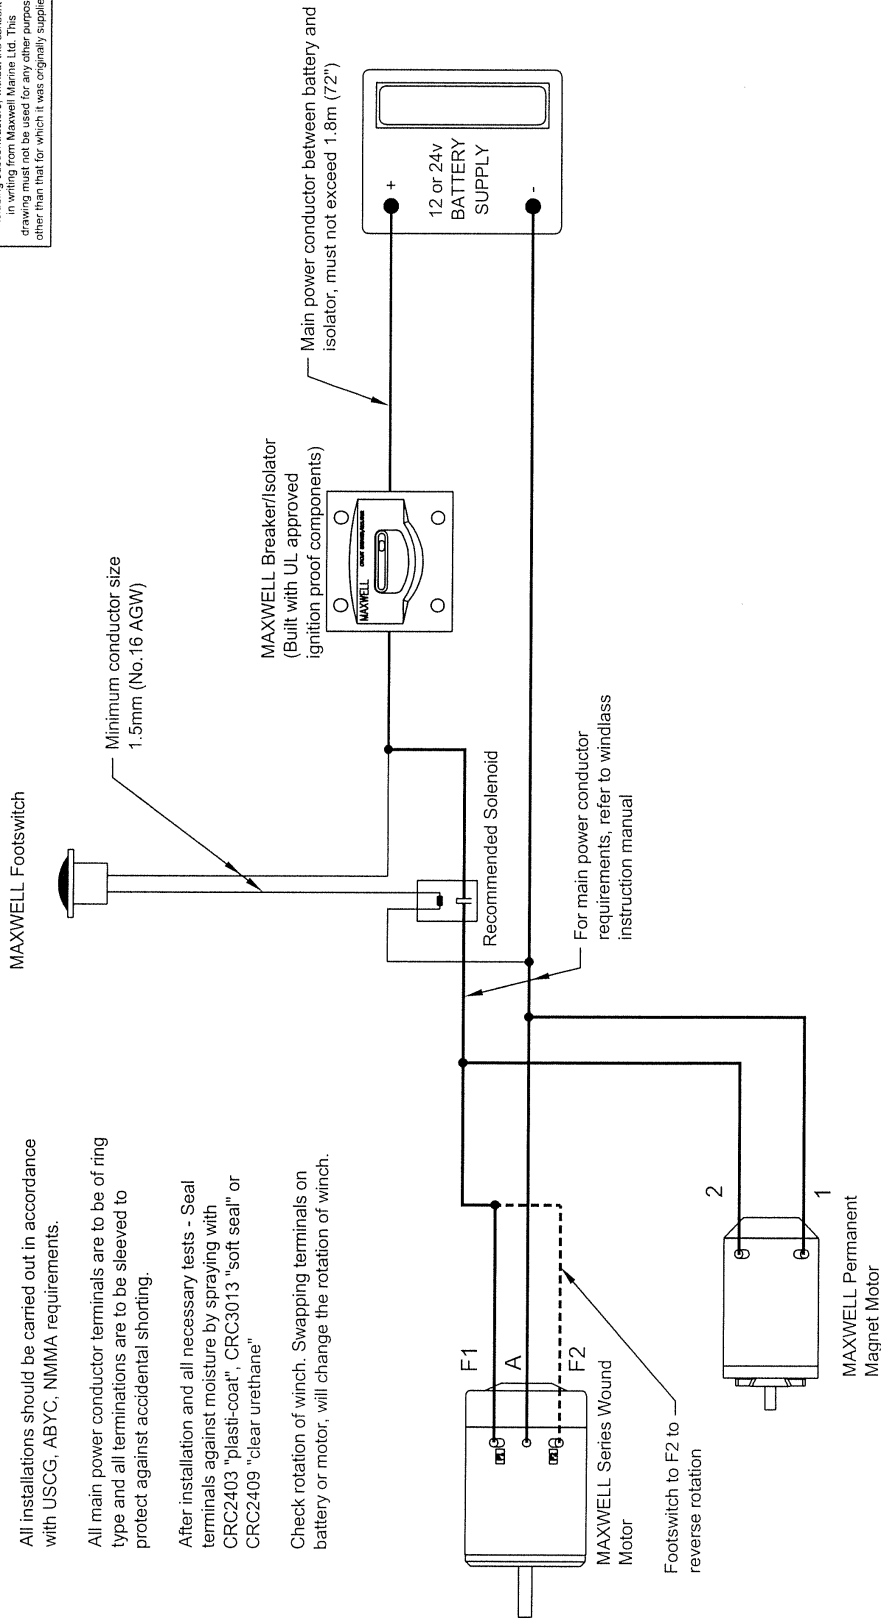 in writing from Maxwell Marine Ltd. This
drawing must not be used for any other purpos
other than that for which it was originally supplie
All installations should be carried out in accordance
with USCG, ABYC, NMMA requirements.
All main power conductor terminals are to be of ring
type and all terminations are to be sleeved to
protect against accidental shorting.
After installation and all necessary tests - Seal
terminals against moisture by spraying with
CRC2403 "plasti-coat", CRC3013 "soft seal" or
CRC2409 "clear urethane"
Check rotation of winch. Swapping terminals on
battery or motor, will change the rotation of winch.
MAXWELL Footswitch
Minimum conductor size
1.5mm (No.16 AGW)
MAXWELL Breaker/Isolator
(Built with UL approved
ignition proof components)
MAXWELL
Main power conductor between battery and
isolator, must not exceed 1.8m (72")
+
12 or 24v
BATTERY
SUPPLY
-
Recommended Solenoid
For main power conductor
requirements, refer to windlass
instruction manual
F1
A
F2
MAXWELL Series Wound
Motor
Footswitch to F2 to
reverse rotation
2
1
MAXWELL Permanent
Magnet Motor